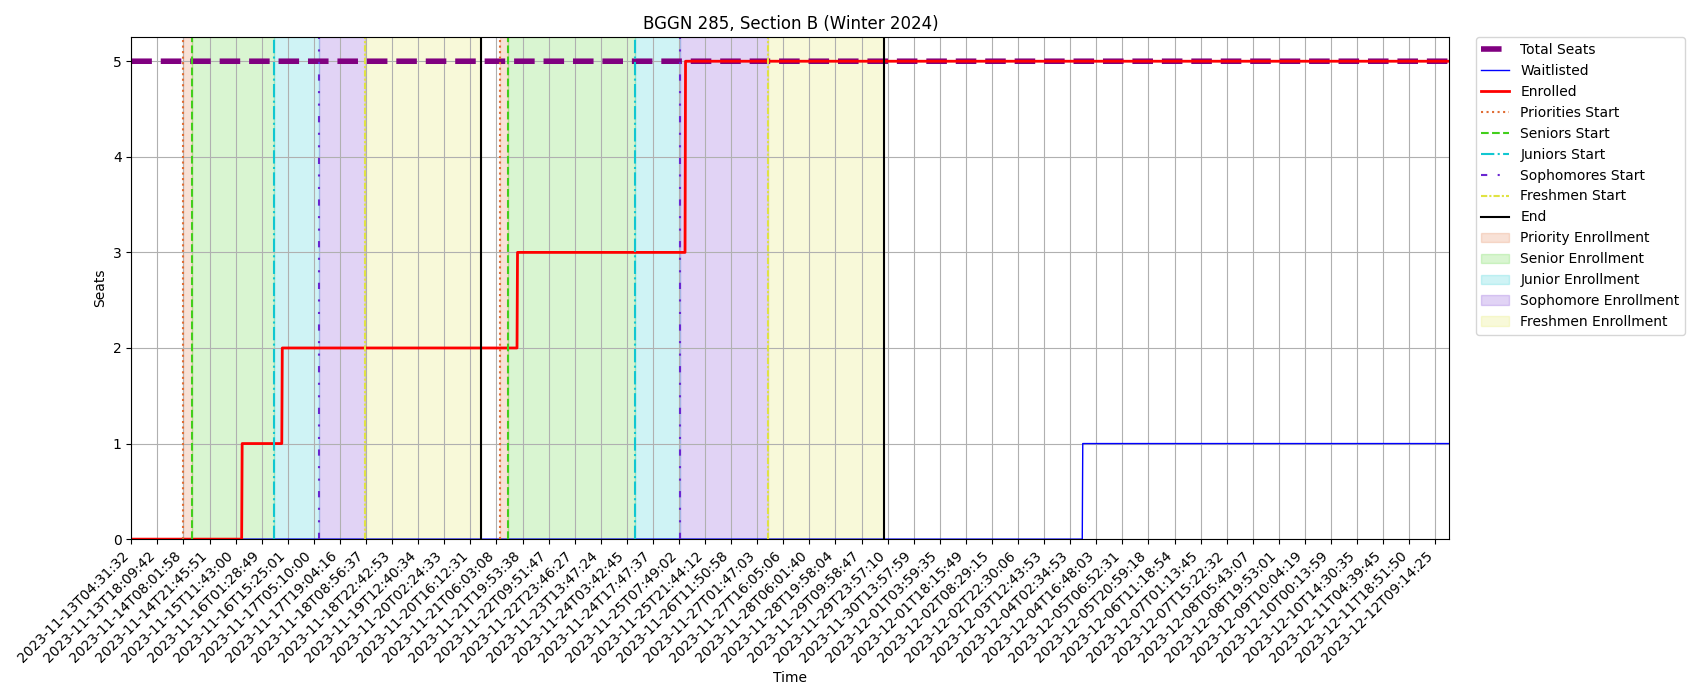 BGGN 285, Section B (Winter 2024)
Seats
5
4
3
2
1
0
2023-11-13T04:31:32
2023-11-13T18:09:42
2023-11-14T08:01:58
2023-11-14T21:45:51
2023-11-15T11:43:00
2023-11-16T01:28:49
2023-11-16T15:25:01
2023-11-17T05:10:00
2023-11-17T19:04:16
2023-11-18T08:56:37
2023-11-18T22:42:53
2023-11-19T12:40:34
2023-11-20T02:24:33
2023-11-20T16:12:31
2023-11-21T06:03:08
2023-11-21T19:53:38
2023-11-22T09:51:47
2023-11-22T23:46:27
2023-11-23T13:47:24
2023-11-24T03:42:45
2023-11-24T17:47:37
2023-11-25T07:49:02
2023-11-25T21:44:12
2023-11-26T11:50:58
2023-11-27T01:47:03
2023-11-27T16:05:06
2023-11-28T06:01:40
2023-11-28T19:58:04
2023-11-29T09:58:47
2023-11-29T23:57:10
2023-11-30T13:57:59
2023-12-01T03:59:35
2023-12-01T18:15:49
2023-12-02T08:29:15
2023-12-02T22:30:06
2023-12-03T12:43:53
2023-12-04T02:34:53
2023-12-04T16:48:03
2023-12-05T06:52:31
2023-12-05T20:59:18
2023-12-06T11:18:54
2023-12-07T01:13:45
2023-12-07T15:22:32
2023-12-08T05:43:07
2023-12-08T19:53:01
2023-12-09T10:04:19
2023-12-10T00:13:59
2023-12-10T14:30:35
2023-12-11T04:39:45
2023-12-11T18:51:50
2023-12-12T09:14:25
Time
Total Seats
Waitlisted
Enrolled
Priorities Start
Seniors Start
Juniors Start
Sophomores Start
Freshmen Start
End
Priority Enrollment
Senior Enrollment
Junior Enrollment
Sophomore Enrollment
Freshmen Enrollment